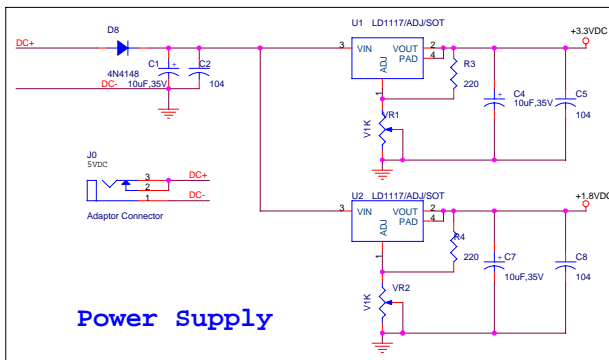 U1 LD1117/ADJ/SOT
+3.3VDC
DC+
D8
3 VIN VOUT 2
PAD 4
ADJ
1
R3
220
C1 +
C2
4N4148
DC-
10uF,35V
104
+
C4
10uF,35V
C5
104
VR1
V1K
J0
5VDC
3 DC+
2
1 DC-
Adaptor Connector
U2 LD1117/ADJ/SOT
+1.8VDC
3 VIN VOUT 2
PAD 4
ADJ
1
R4
220
+
C7
10uF,35V
C8
104
VR2
V1K
Power Supply